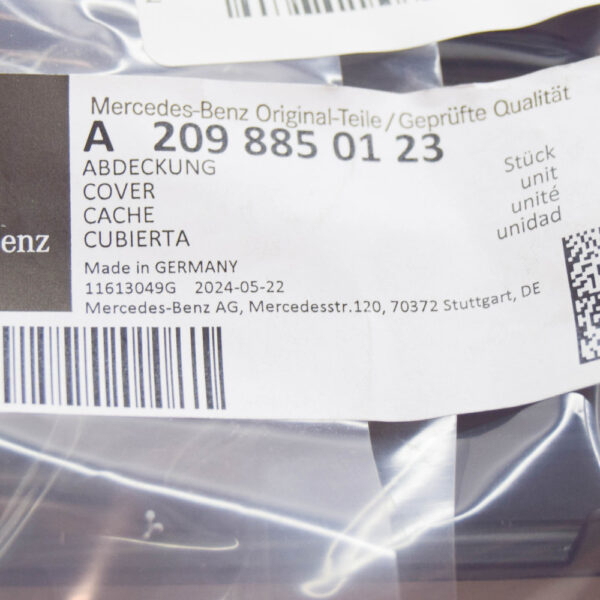 Mercedes-Benz Original-Teile/Geprüfte Qualität
A 209 885 01 23
ABDECKUNG
COVER
CACHE
CUBIERTA
Stück
unit
unité
unidad
enz
Made in GERMANY
11613049G 2024-05-22
Mercedes-Benz AG, Mercedesstr.120, 70372 Stuttgart, DE